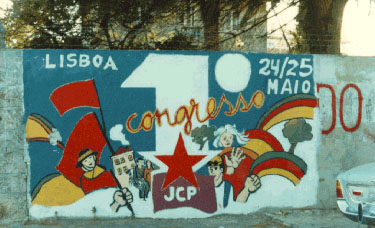 LISBOA
1º
24/25
MAIO
congresso
DO
JCP